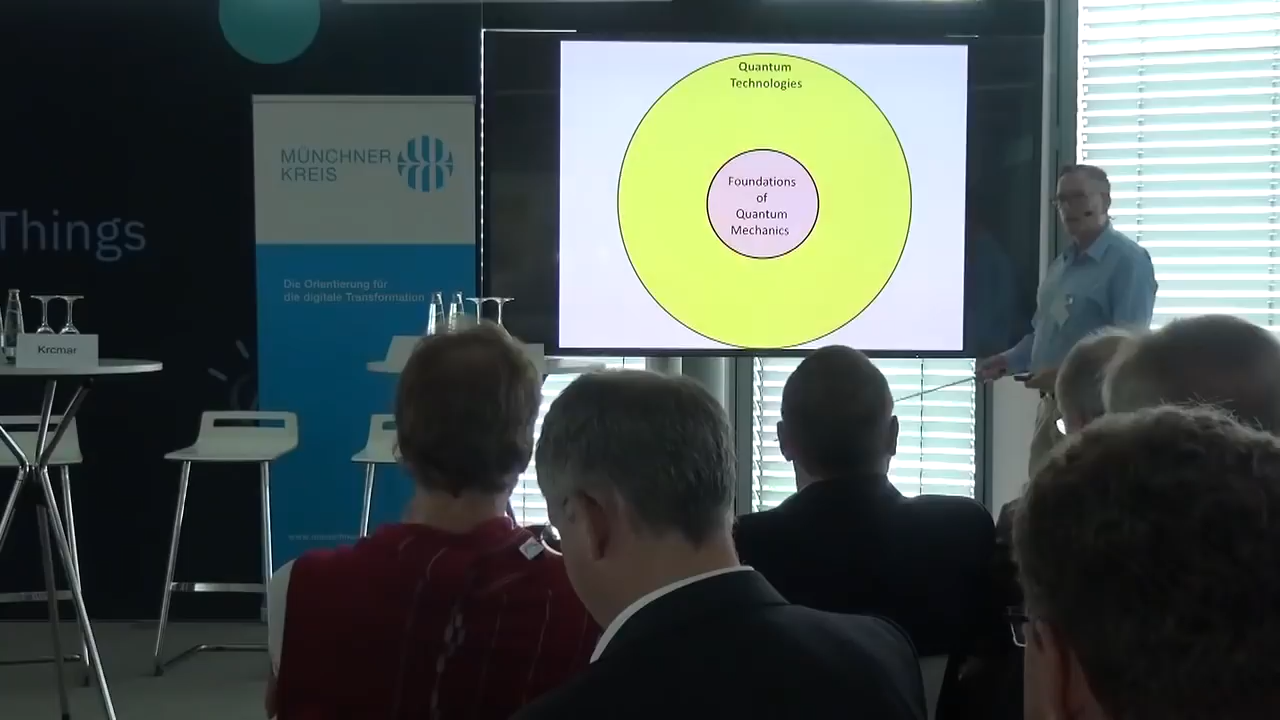 Things
MÜNCHNER
KREIS
Die Orientierung für
die digitale Transformation
Krcmar
Quantum
Technologies
Foundations
of
Quantum
Mechanics